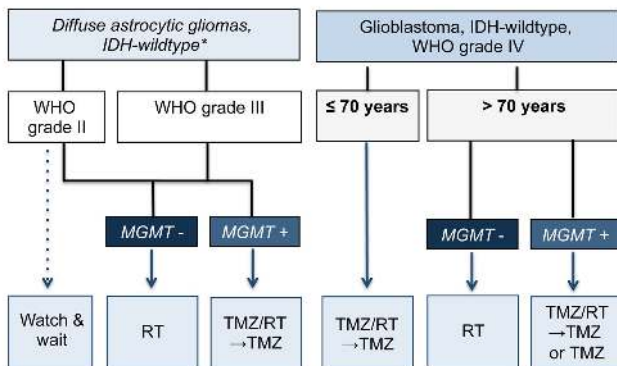 Diffuse astrocytic gliomas,
IDH-wildtype*
Glioblastoma, IDH-wildtype,
WHO grade IV
WHO
grade II
WHO grade III
≤ 70 years
> 70 years
MGMT -
MGMT +
MGMT -
MGMT +
Watch &
wait
RT
TMZ/RT
→TMZ
TMZ/RT
→TMZ
RT
TMZ/RT
→TMZ
or TMZ